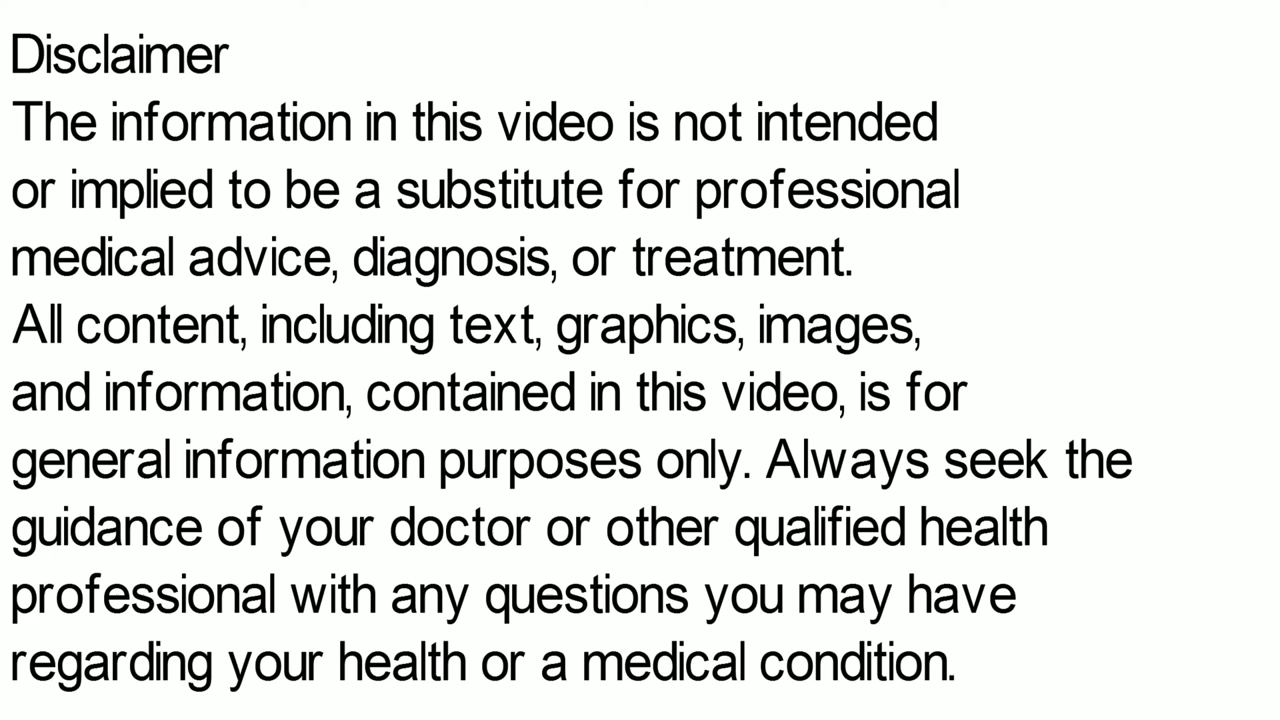 Disclaimer
The information in this video is not intended
or implied to be a substitute for professional
medical advice, diagnosis, or treatment.
All content, including text, graphics, images,
and information, contained in this video, is for
general information purposes only. Always seek the
guidance of your doctor or other qualified health
professional with any questions you may have
regarding your health or a medical condition.